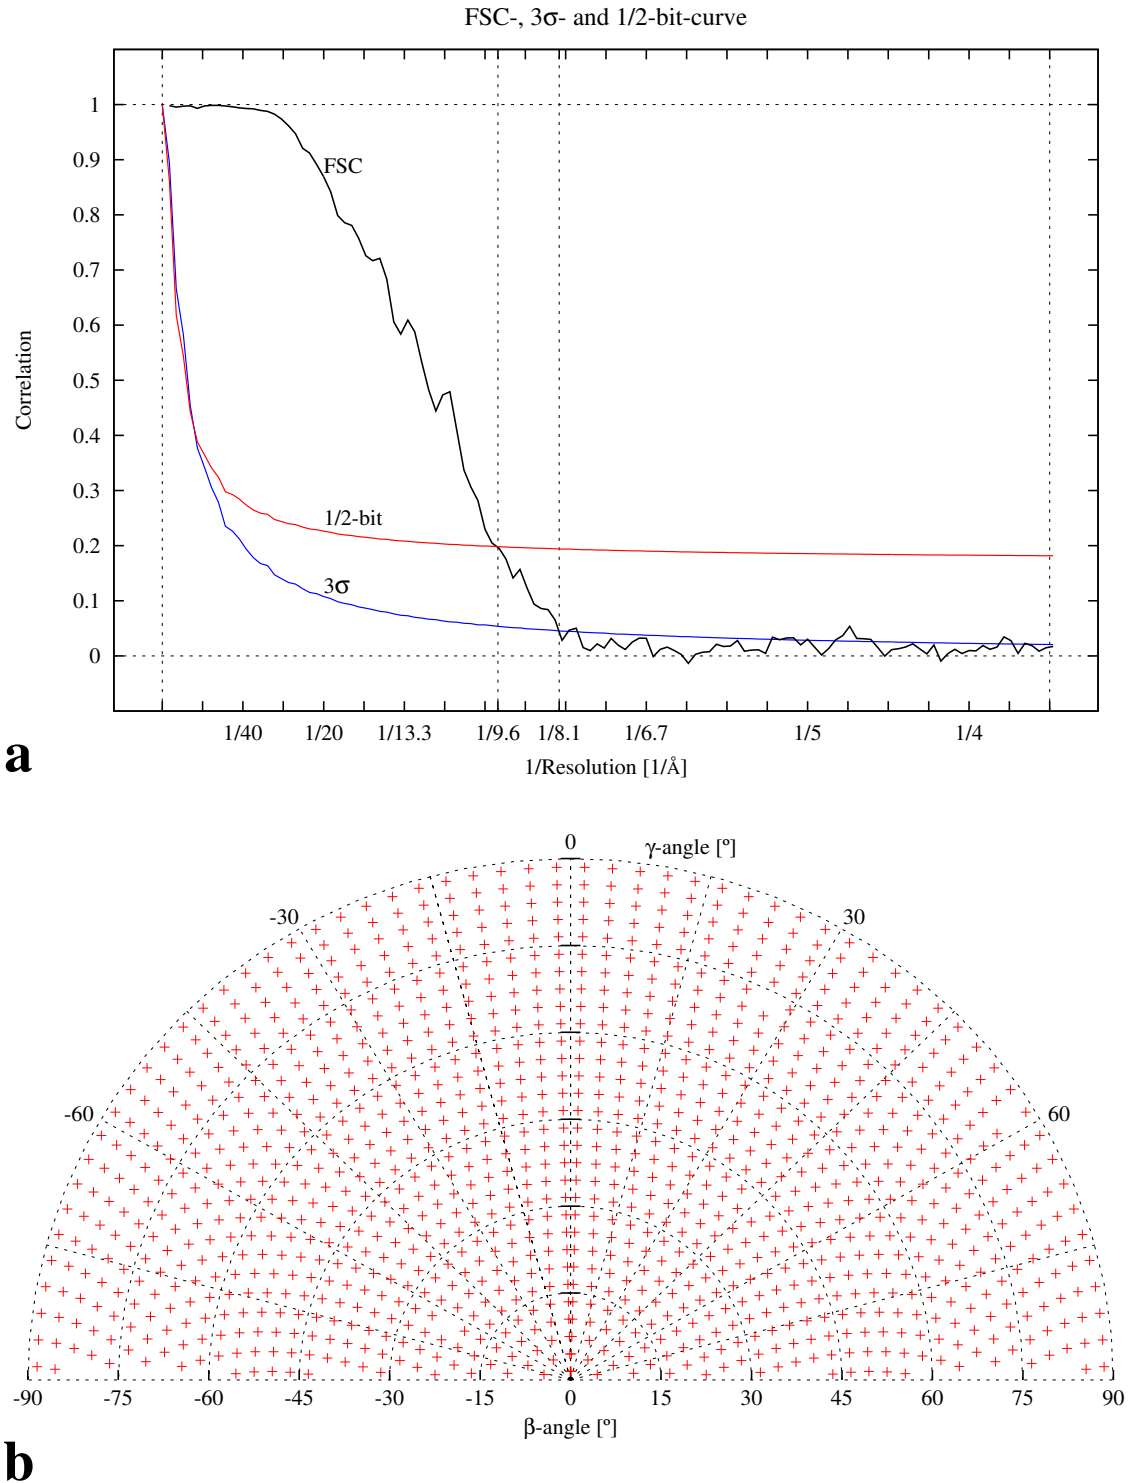 FSC-, 3σ- and 1/2-bit-curve
1
0.9
0.8
0.7
0.6
0.5
0.4
0.3
0.2
0.1
0
Correlation
FSC
1/2-bit
3σ
1/40 1/20 1/13.3 1/9.6 1/8.1 1/6.7 1/5 1/4
1/Resolution [1/Å]
a
0
γ-angle [º]
-30 30
-60 60
-90 -75 -60 -45 -30 -15 0 15 30 45 60 75 90
β-angle [º]
b